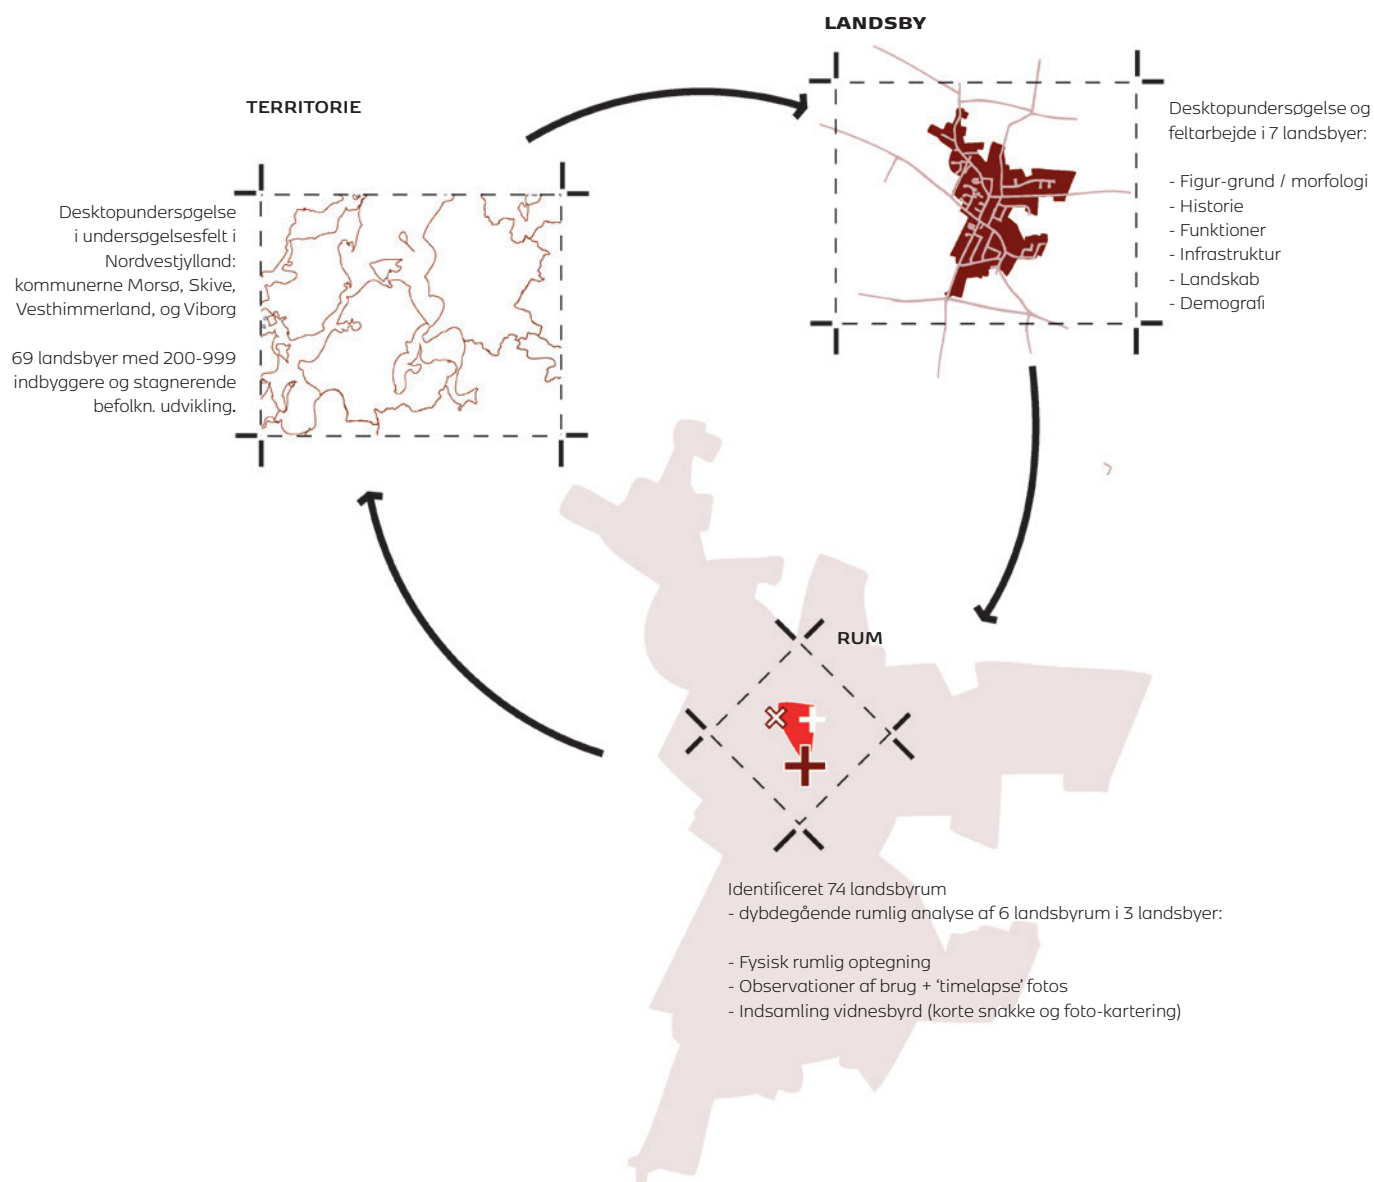 TERRITORIE
Desktopundersøgelse
i undersøgelsesfelt i
Nordvestjylland:
kommunerne Morsø, Skive,
Vesthimmerland, og Viborg
69 landsbyer med 200-999
indbyggere og stagnerende
befolkn. udvikling.
LANDSBY
Desktopundersøgelse og
feltarbejde i 7 landsbyer:
- Figur-grund / morfologi
- Historie
- Funktioner
- Infrastruktur
- Landskab
- Demografi
RUM
Identificeret 74 landsbyrum
- dybdegående rumlig analyse af 6 landsbyrum i 3 landsbyer:
- Fysisk rumlig optegning
- Observationer af brug + ‘timelapse’ fotos
- Indsamling vidnesbyrd (korte snakke og foto-kartering)